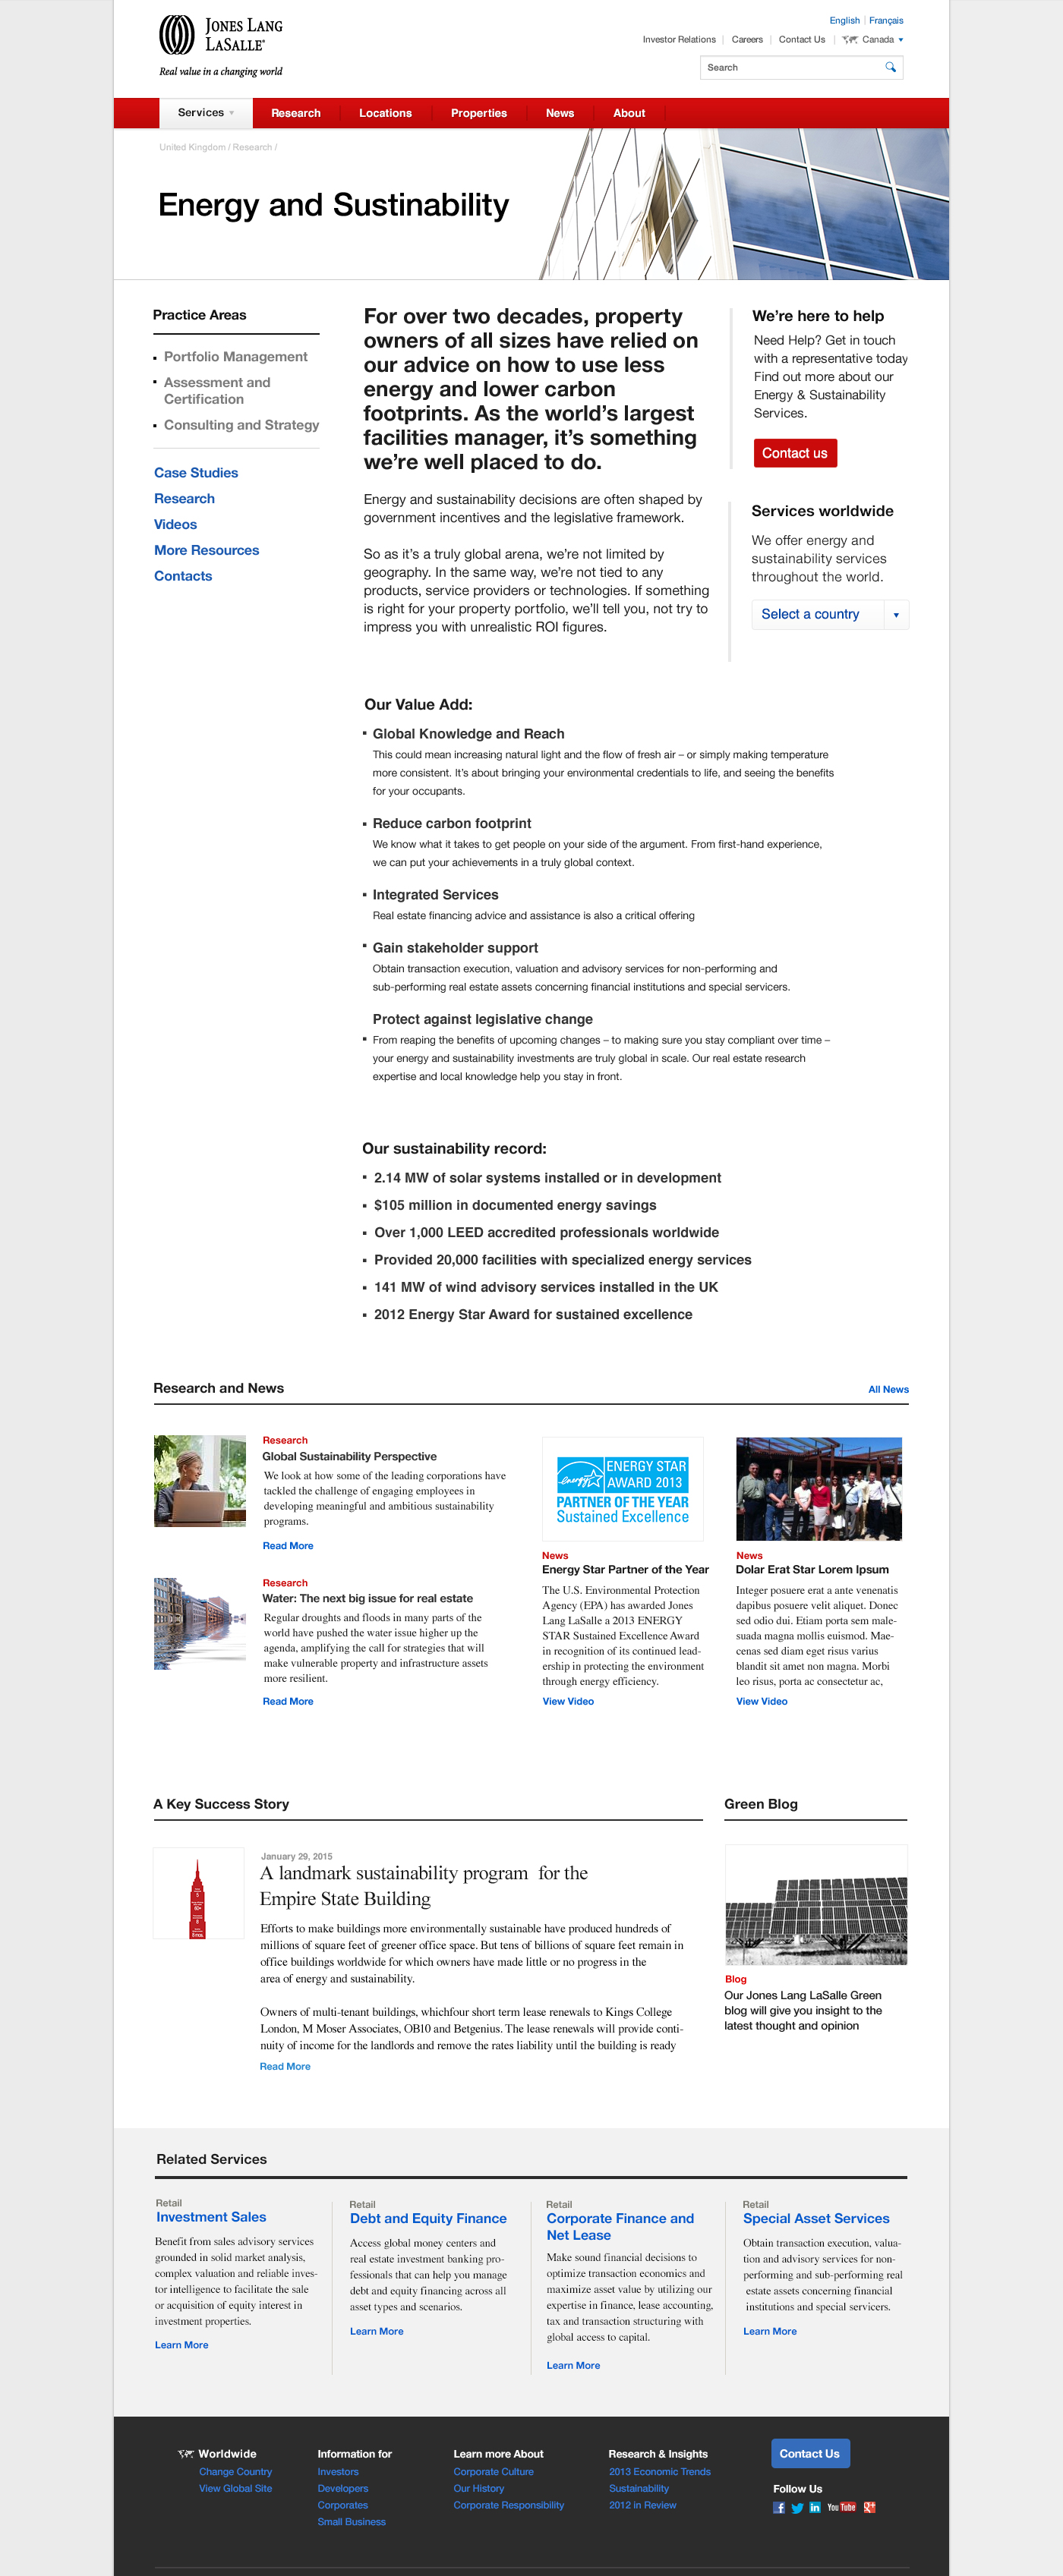 JONES LANG
LASALLE®
Real value in a changing world
English | Français
Investor Relations | Careers | Contact Us | Canada
Search
Services
Research
Locations
Properties
News
About
United Kingdom / Research /
Energy and Sustinability
Practice Areas
Portfolio Management
Assessment and
Certification
Consulting and Strategy
Case Studies
Research
Videos
More Resources
Contacts
For over two decades, property
owners of all sizes have relied on
our advice on how to use less
energy and lower carbon
footprints. As the world’s largest
facilities manager, it’s something
we’re well placed to do.
Energy and sustainability decisions are often shaped by
government incentives and the legislative framework.
So as it’s a truly global arena, we’re not limited by
geography. In the same way, we’re not tied to any
products, service providers or technologies. If something
is right for your property portfolio, we’ll tell you, not try to
impress you with unrealistic ROI figures.
We’re here to help
Need Help? Get in touch
with a representative today
Find out more about our
Energy & Sustainability
Services.
Contact us
Services worldwide
We offer energy and
sustainability services
throughout the world.
Select a country
Our Value Add:
Global Knowledge and Reach
This could mean increasing natural light and the flow of fresh air – or simply making temperature
more consistent. It’s about bringing your environmental credentials to life, and seeing the benefits
for your occupants.
Reduce carbon footprint
We know what it takes to get people on your side of the argument. From first-hand experience,
we can put your achievements in a truly global context.
Integrated Services
Real estate financing advice and assistance is also a critical offering
Gain stakeholder support
Obtain transaction execution, valuation and advisory services for non-performing and
sub-performing real estate assets concerning financial institutions and special servicers.
Protect against legislative change
From reaping the benefits of upcoming changes – to making sure you stay compliant over time –
your energy and sustainability investments are truly global in scale. Our real estate research
expertise and local knowledge help you stay in front.
Our sustainability record:
2.14 MW of solar systems installed or in development
$105 million in documented energy savings
Over 1,000 LEED accredited professionals worldwide
Provided 20,000 facilities with specialized energy services
141 MW of wind advisory services installed in the UK
2012 Energy Star Award for sustained excellence
Research and News
All News
Research
Global Sustainability Perspective
We look at how some of the leading corporations have
tackled the challenge of engaging employees in
developing meaningful and ambitious sustainability
programs.
Read More
Research
Water: The next big issue for real estate
Regular droughts and floods in many parts of the
world have pushed the water issue higher up the
agenda, amplifying the call for strategies that will
make vulnerable property and infrastructure assets
more resilient.
Read More
energy
ENERGY STAR
AWARD 2013
PARTNER OF THE YEAR
Sustained Excellence
News
Energy Star Partner of the Year
The U.S. Environmental Protection
Agency (EPA) has awarded Jones
Lang LaSalle a 2013 ENERGY
STAR Sustained Excellence Award
in recognition of its continued lead-
ership in protecting the environment
through energy efficiency.
View Video
News
Dolar Erat Star Lorem Ipsum
Integer posuere erat a ante venenatis
dapibus posuere velit aliquet. Donec
sed odio dui. Etiam porta sem male-
suada magna mollis euismod. Mae-
cenas sed diam eget risus varius
blandit sit amet non magna. Morbi
leo risus, porta ac consectetur ac,
View Video
A Key Success Story
January 29, 2015
A landmark sustainability program for the
Empire State Building
Efforts to make buildings more environmentally sustainable have produced hundreds of
millions of square feet of greener office space. But tens of billions of square feet remain in
office buildings worldwide for which owners have made little or no progress in the
area of energy and sustainability.
Owners of multi-tenant buildings, whichfour short term lease renewals to Kings College
London, M Moser Associates, OB10 and Betgenius. The lease renewals will provide conti-
nuity of income for the landlords and remove the rates liability until the building is ready
Read More
Green Blog
Blog
Our Jones Lang LaSalle Green
blog will give you insight to the
latest thought and opinion
Related Services
Retail
Investment Sales
Benefit from sales advisory services
grounded in solid market analysis,
complex valuation and reliable inves-
tor intelligence to facilitate the sale
or acquisition of equity interest in
investment properties.
Learn More
Retail
Debt and Equity Finance
Access global money centers and
real estate investment banking pro-
fessionals that can help you manage
debt and equity financing across all
asset types and scenarios.
Learn More
Retail
Corporate Finance and
Net Lease
Make sound financial decisions to
optimize transaction economics and
maximize asset value by utilizing our
expertise in finance, lease accounting,
tax and transaction structuring with
global access to capital.
Learn More
Retail
Special Asset Services
Obtain transaction execution, valua-
tion and advisory services for non-
performing and sub-performing real
estate assets concerning financial
institutions and special servicers.
Learn More
Worldwide
Change Country
View Global Site
Information for
Investors
Developers
Corporates
Small Business
Learn more About
Corporate Culture
Our History
Corporate Responsibility
Research & Insights
2013 Economic Trends
Sustainability
2012 in Review
Contact Us
Follow Us
You Tube